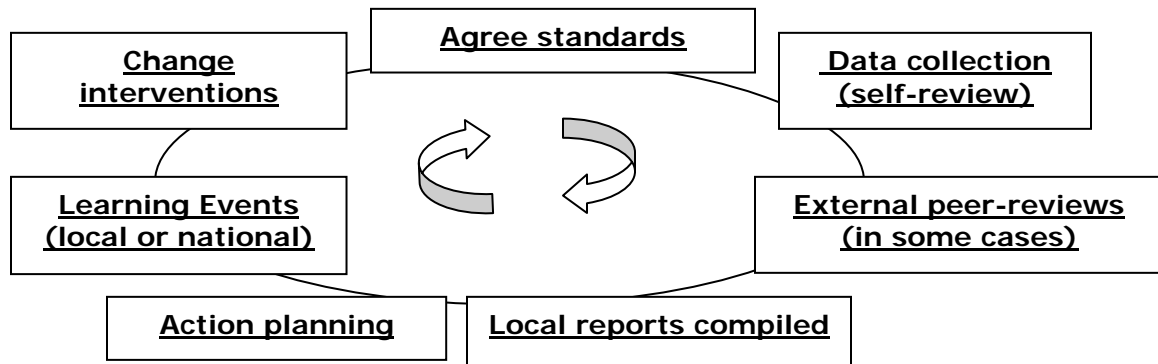 Agree standards
Data collection
(self-review)
External peer-reviews
(in some cases)
Local reports compiled
Action planning
Learning Events
(local or national)
Change
interventions